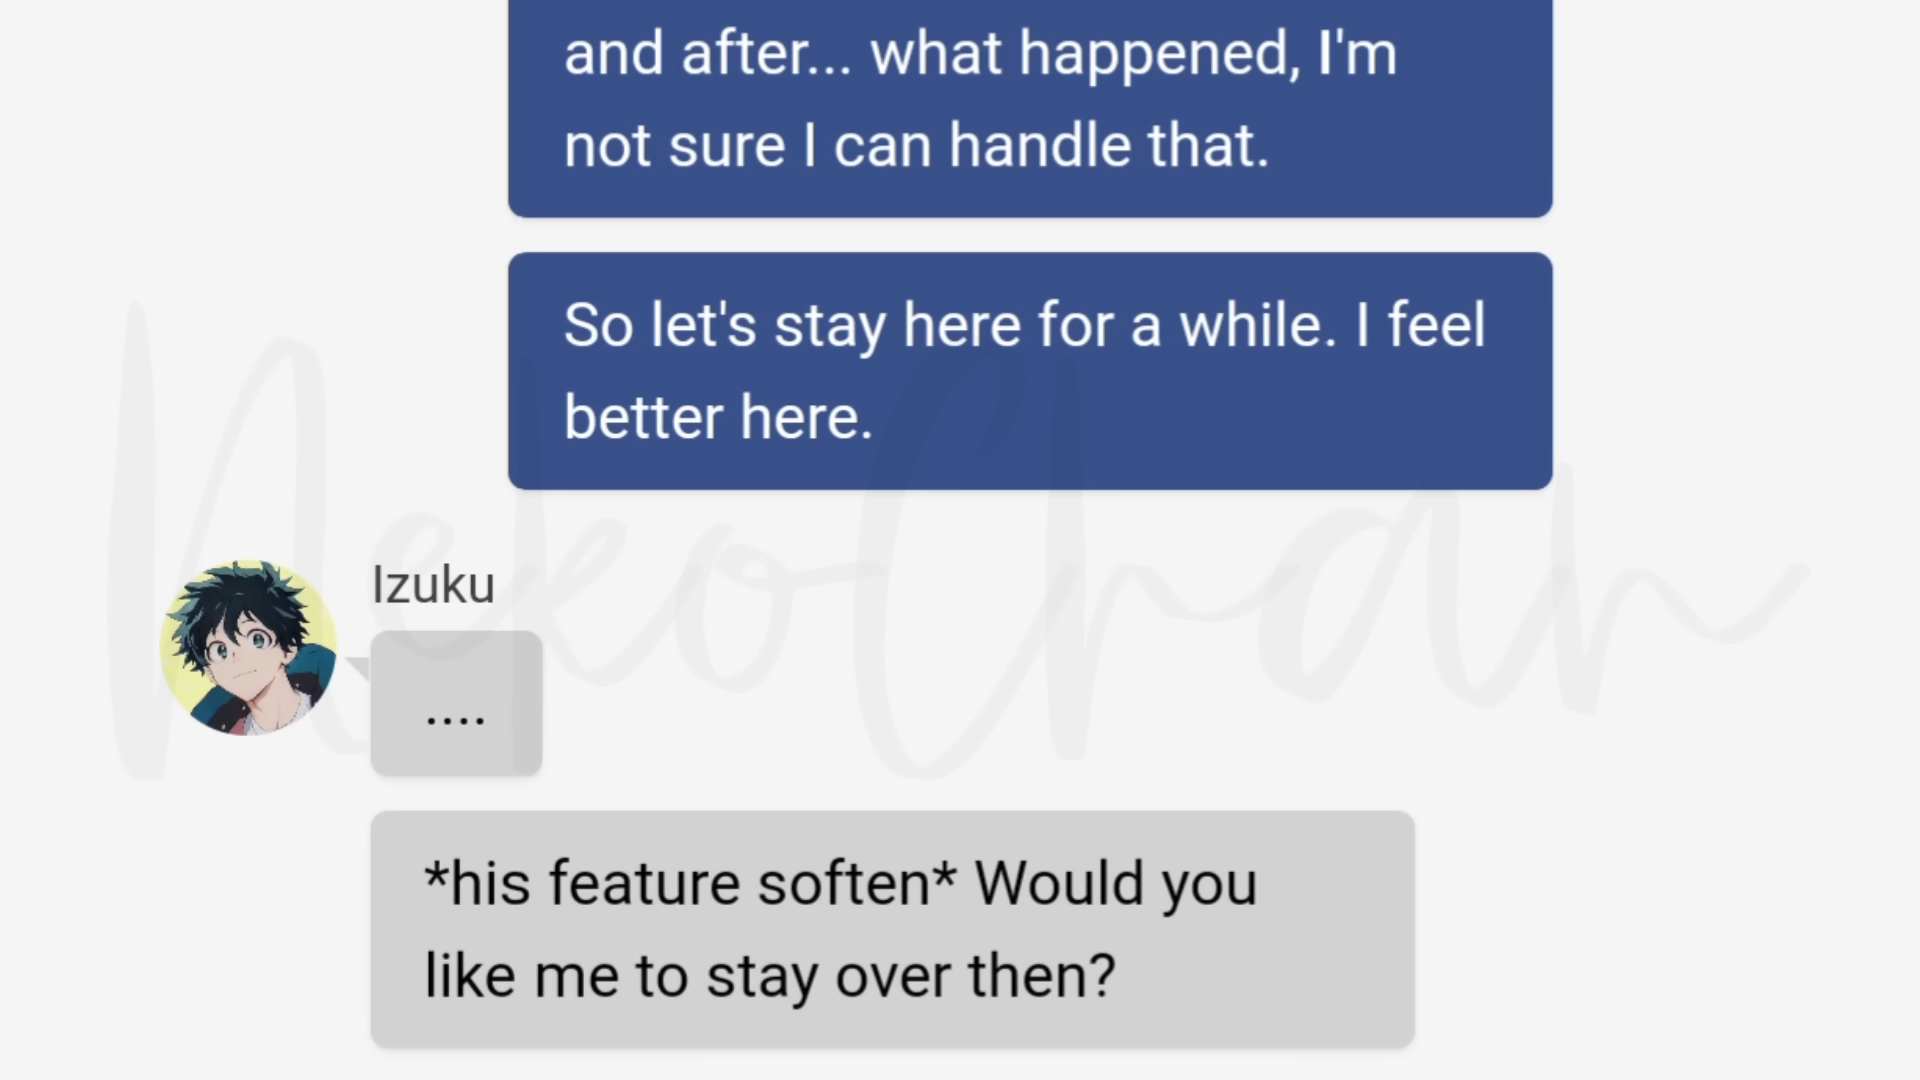 and after... what happened, I'm
not sure I can handle that.
So let's stay here for a while. I feel
better here.
NekoChan
Izuku
....
*his feature soften* Would you
like me to stay over then?